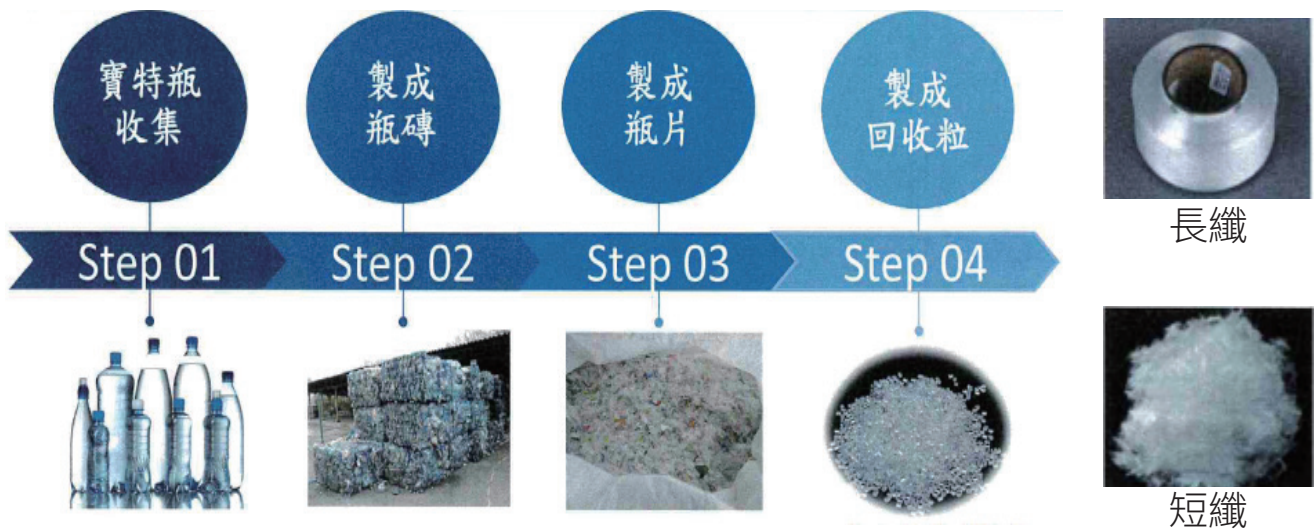 寶特瓶
收集
製成
瓶磚
製成
瓶片
製成
回收粒
Step 01
Step 02
Step 03
Step 04
長纖
短纖